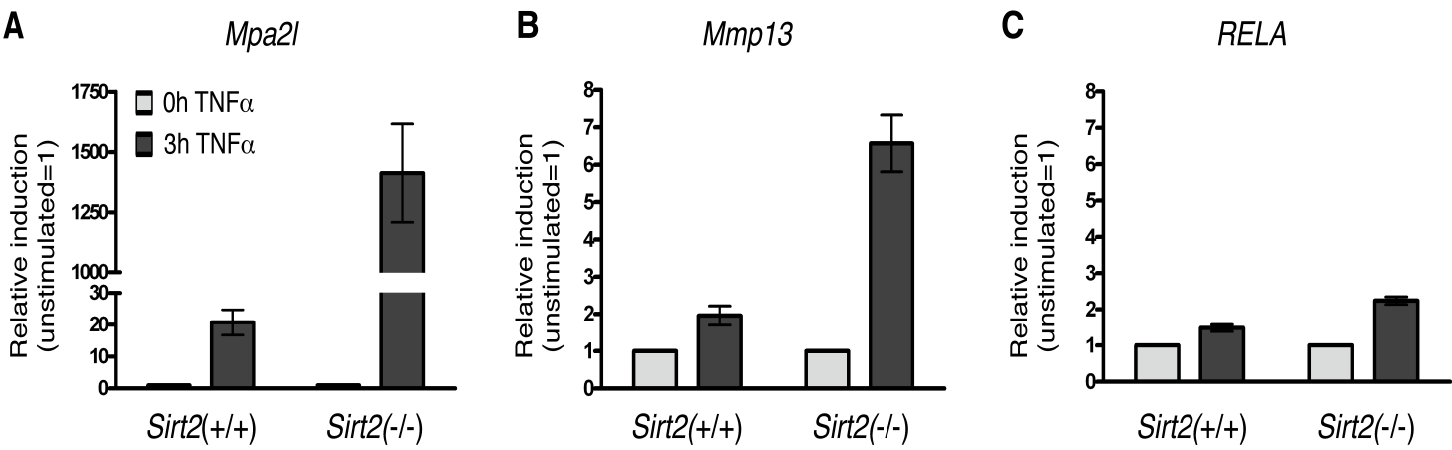 A
Mpa2l
Relative induction
(unstimulated=1)
1750
1500
1250
1000
30
20
10
0
0h TNFα
3h TNFα
Sirt2(+/+)
Sirt2(-/-)
B
Mmp13
Relative induction
(unstimulated=1)
8
7
6
5
4
3
2
1
0
Sirt2(+/+)
Sirt2(-/-)
C
RELA
Relative induction
(unstimulated=1)
8
7
6
5
4
3
2
1
0
Sirt2(+/+)
Sirt2(-/-)